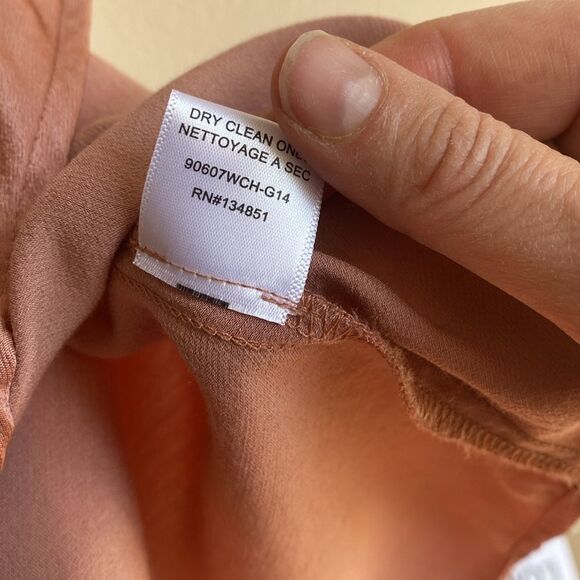 DRY CLEAN
NETTOYAGE A SEC
90607WCH-G14
RN#134851